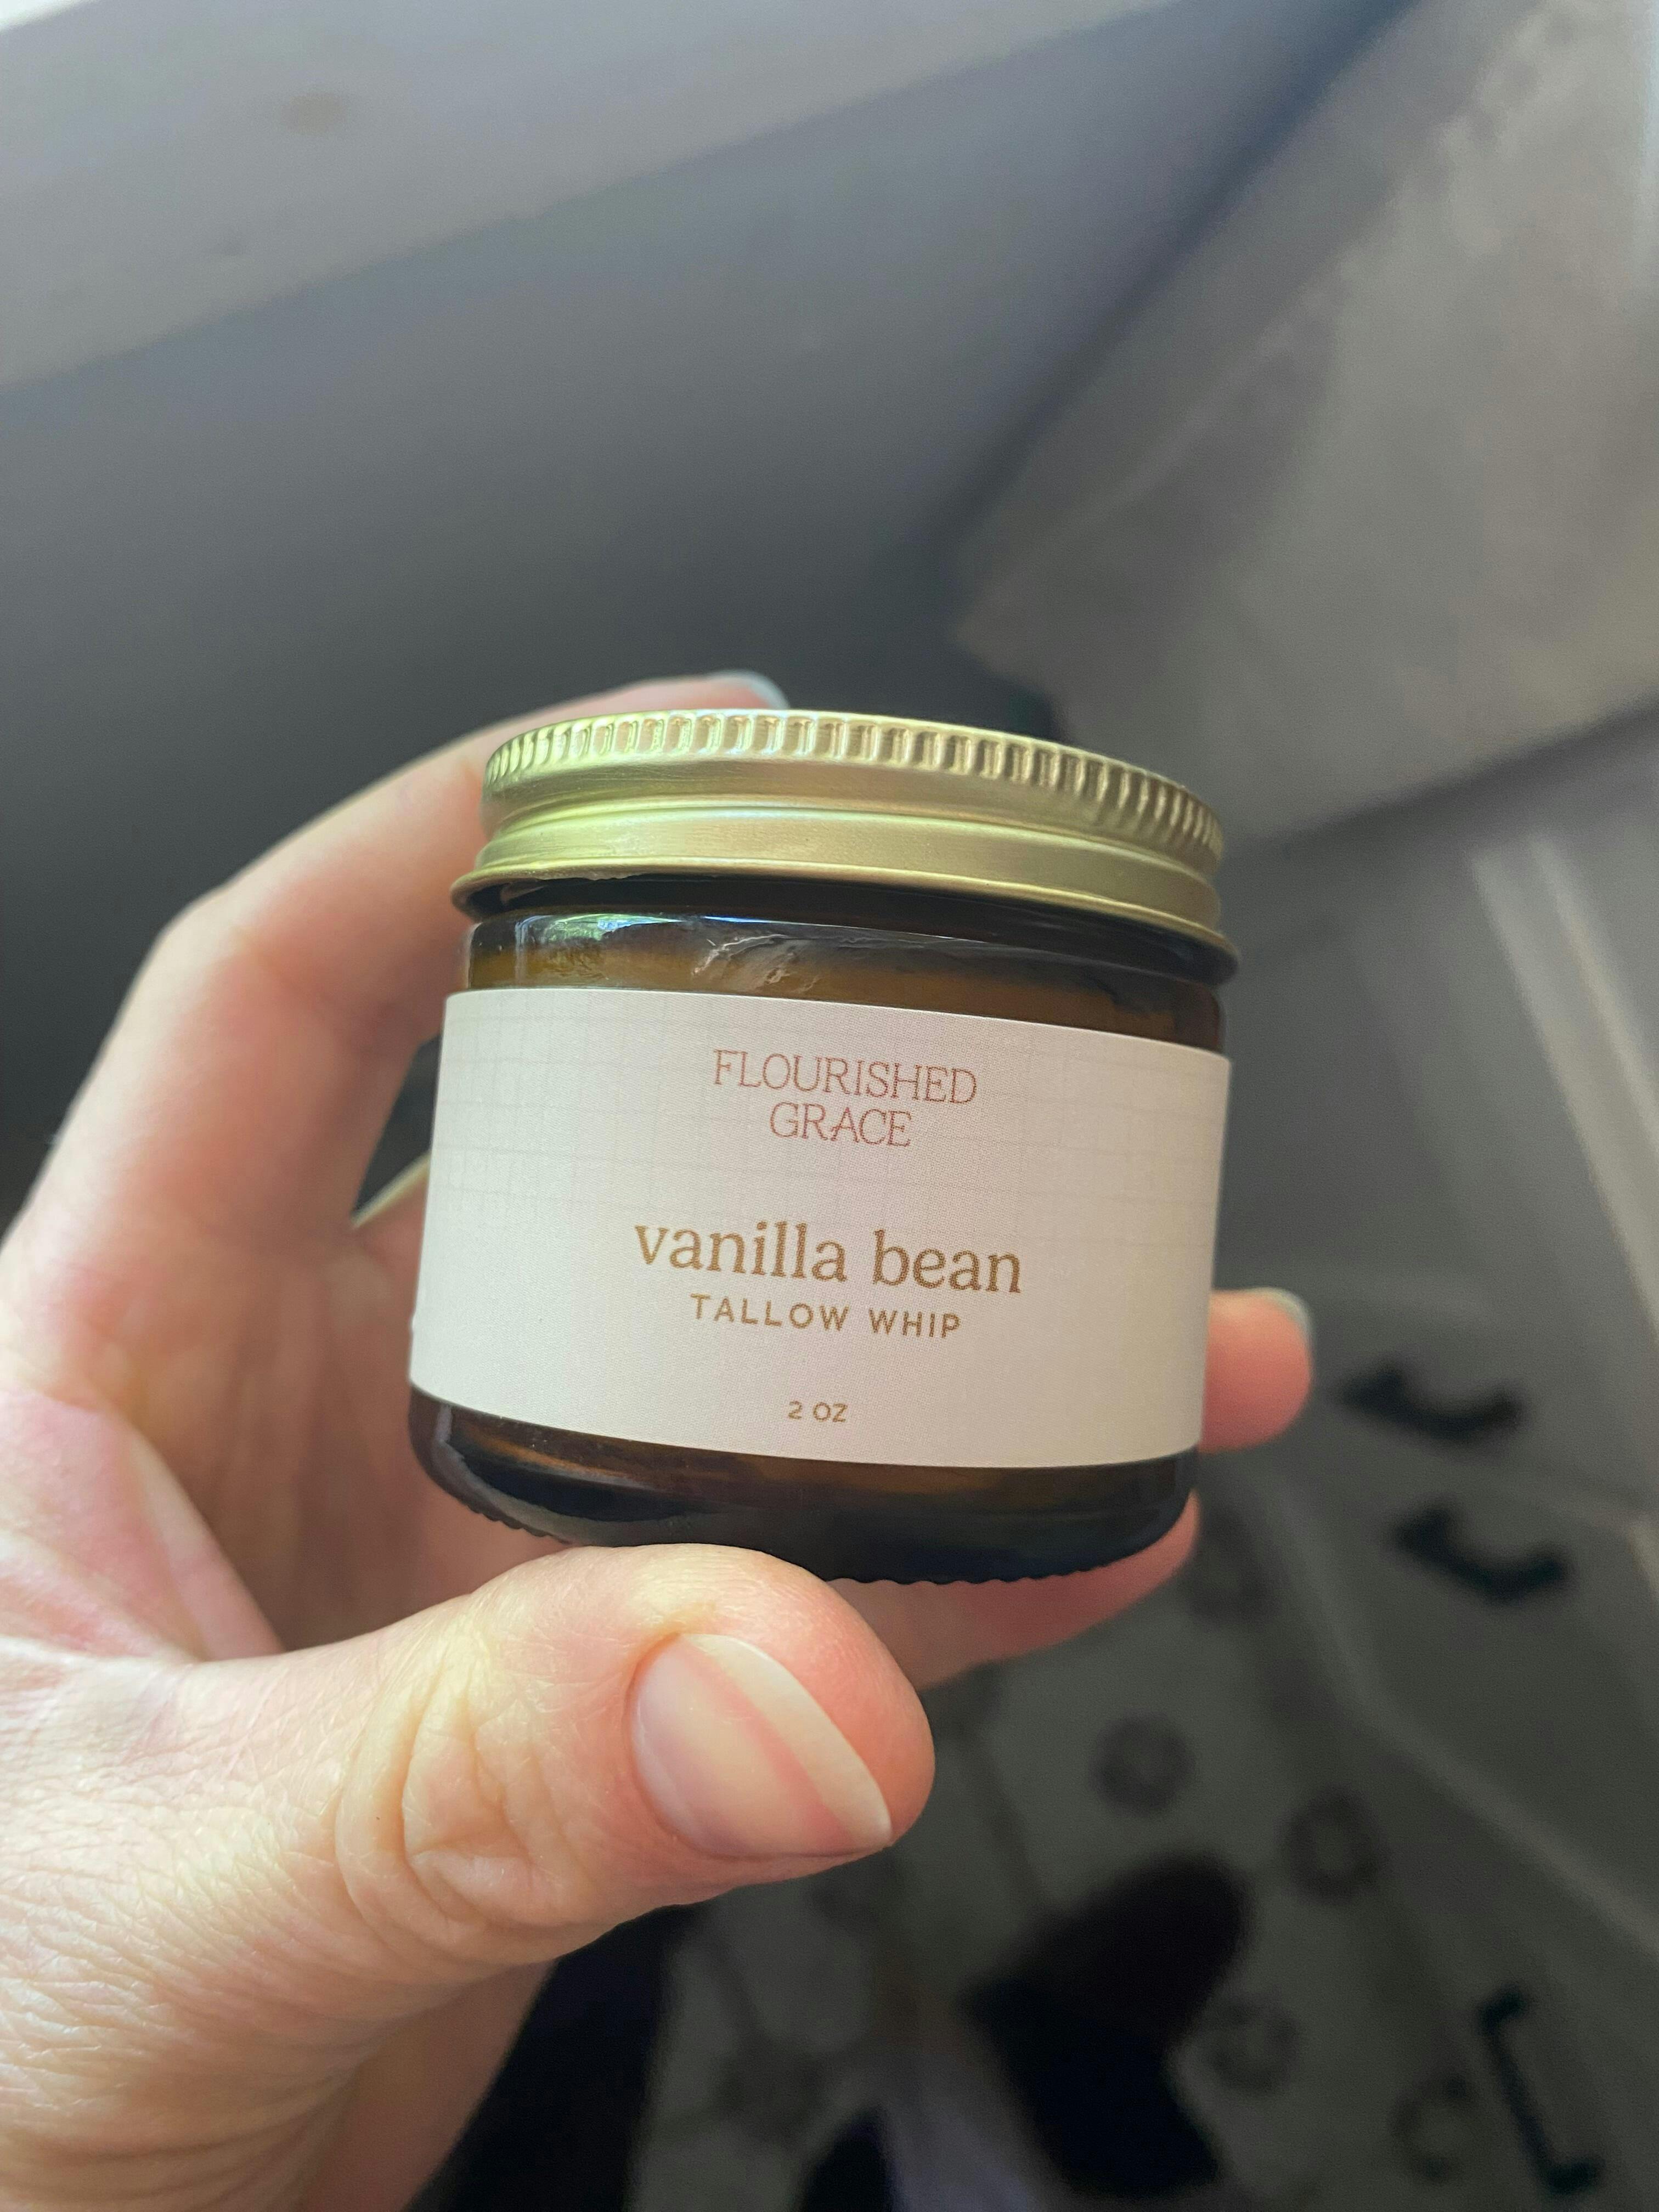 FLOURISHED
GRACE
vanilla bean
TALLOW WHIP
2 OZ